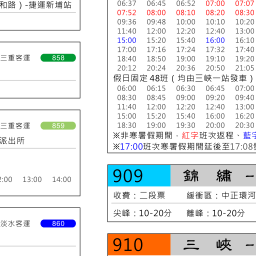 和路）-捷運新埔站
三重客運 858
三重客運 859
派出所
2:00 13:00 14:00
淡水客運 860
06:37 06:45 06:52 07:00 07:07
07:52 08:00 08:10 08:20 08:30
09:36 09:48 10:00 10:10 10:20
11:40 12:00 12:20 12:40 13:00
15:00 15:20 15:40 16:00 16:10
17:00 17:16 17:24 17:32 17:40
18:40 18:50 19:00 19:10 19:20
20:12 20:24 20:36 20:50 21:05
假日固定48班（均由三峽一站發車）
06:00 06:15 06:30 06:45 07:00
08:30 08:45 09:00 09:20 09:40
11:40 12:00 12:20 12:40 13:00
15:00 15:20 15:40 16:00 16:20
18:30 19:00 19:30 20:00 20:30
※非寒暑假期間，紅字班次返程，藍字
※17:00班次寒暑假期間延後至17:08
909 錦繡－
收費：二段票 緩衝區：中正環河
尖峰：10-20分 離峰：10-20分
910 三峽－